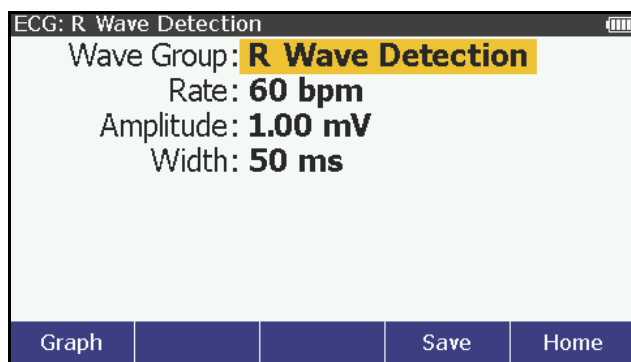 ECG: R Wave Detection
Wave Group: R Wave Detection
Rate: 60 bpm
Amplitude: 1.00 mV
Width: 50 ms
Graph Save Home